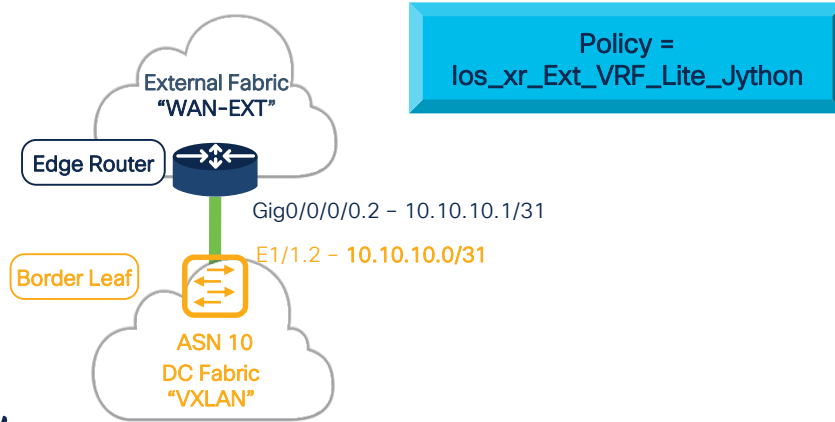 Policy =
Ios_xr_Ext_VRF_Lite_Jython
External Fabric
“WAN-EXT”
Edge Router
Gig0/0/0/0.2 – 10.10.10.1/31
E1/1.2 – 10.10.10.0/31
Border Leaf
ASN 10
DC Fabric
“VXLAN”